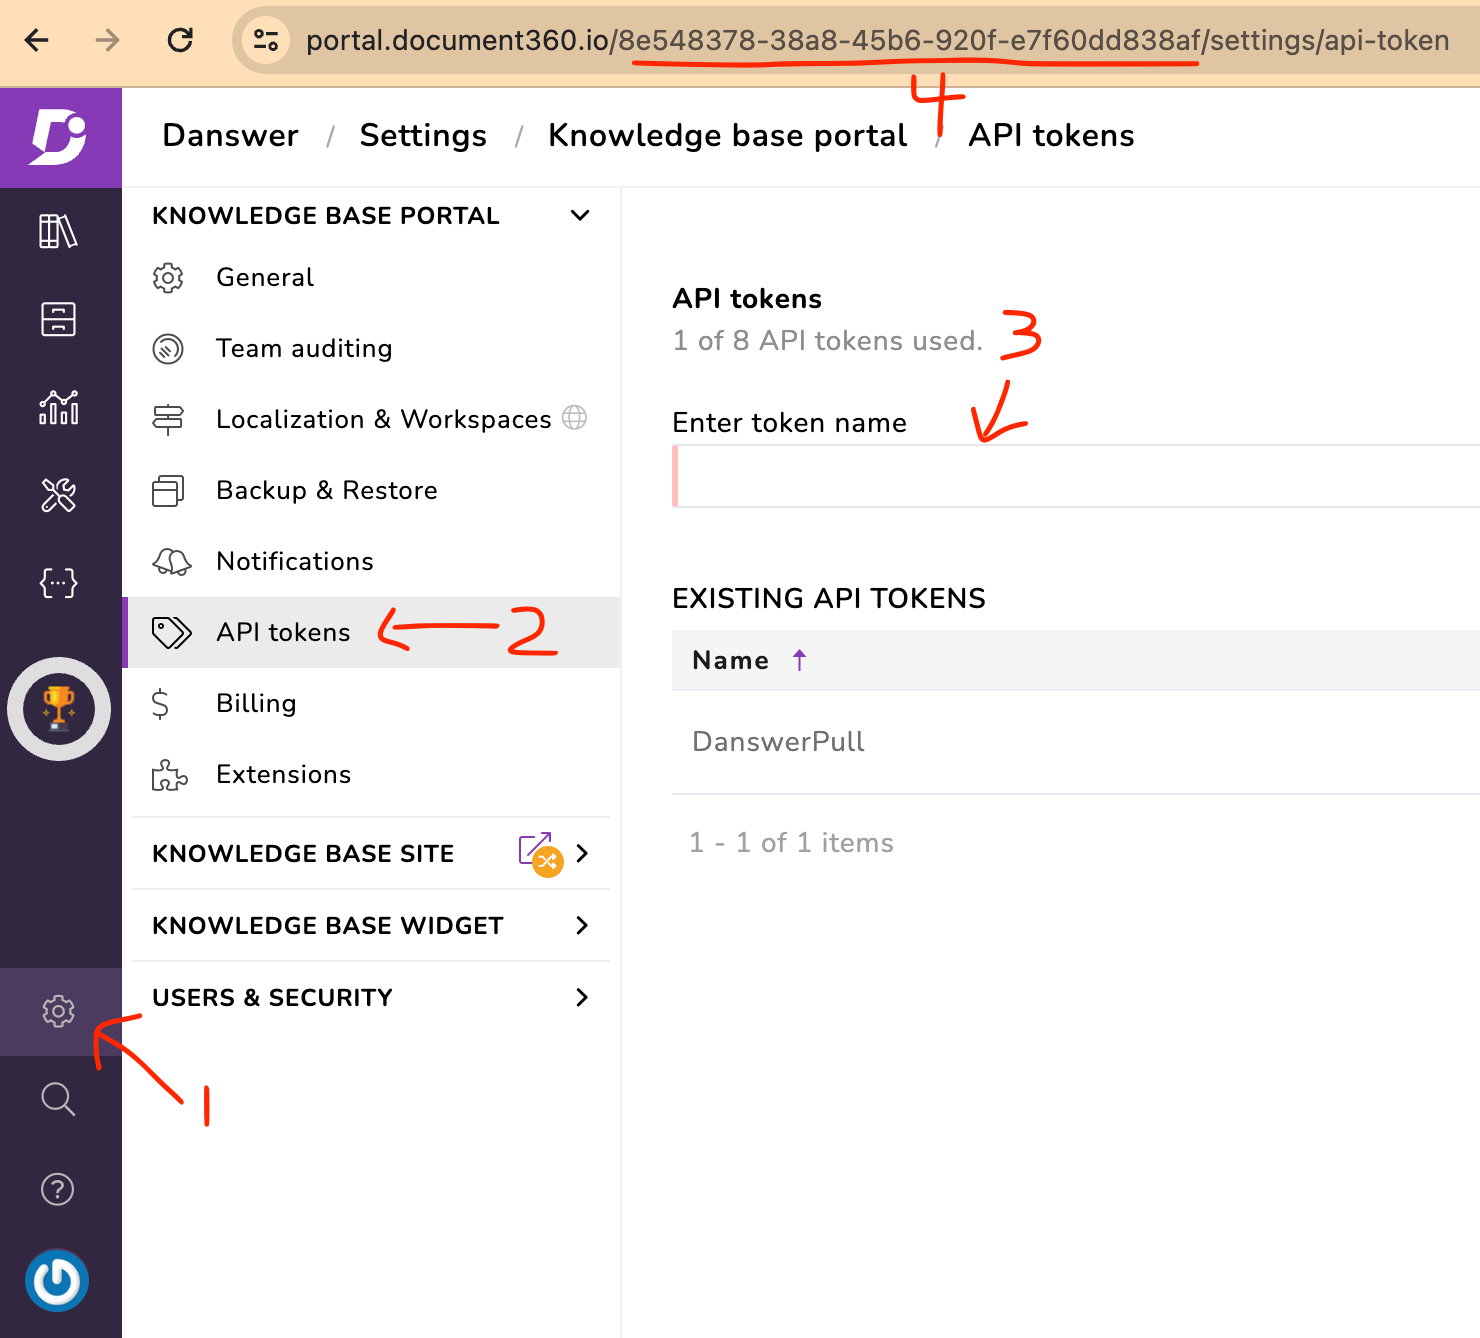 portal.document360.io/8e548378-38a8-45b6-920f-e7f60dd838af/settings/api-token
4
Danswer / Settings / Knowledge base portal / API tokens
KNOWLEDGE BASE PORTAL
General
Team auditing
Localization & Workspaces
Backup & Restore
Notifications
API tokens
2
Billing
Extensions
KNOWLEDGE BASE SITE
KNOWLEDGE BASE WIDGET
USERS & SECURITY
1
API tokens
1 of 8 API tokens used.
3
Enter token name
EXISTING API TOKENS
Name
DanswerPull
1 - 1 of 1 items